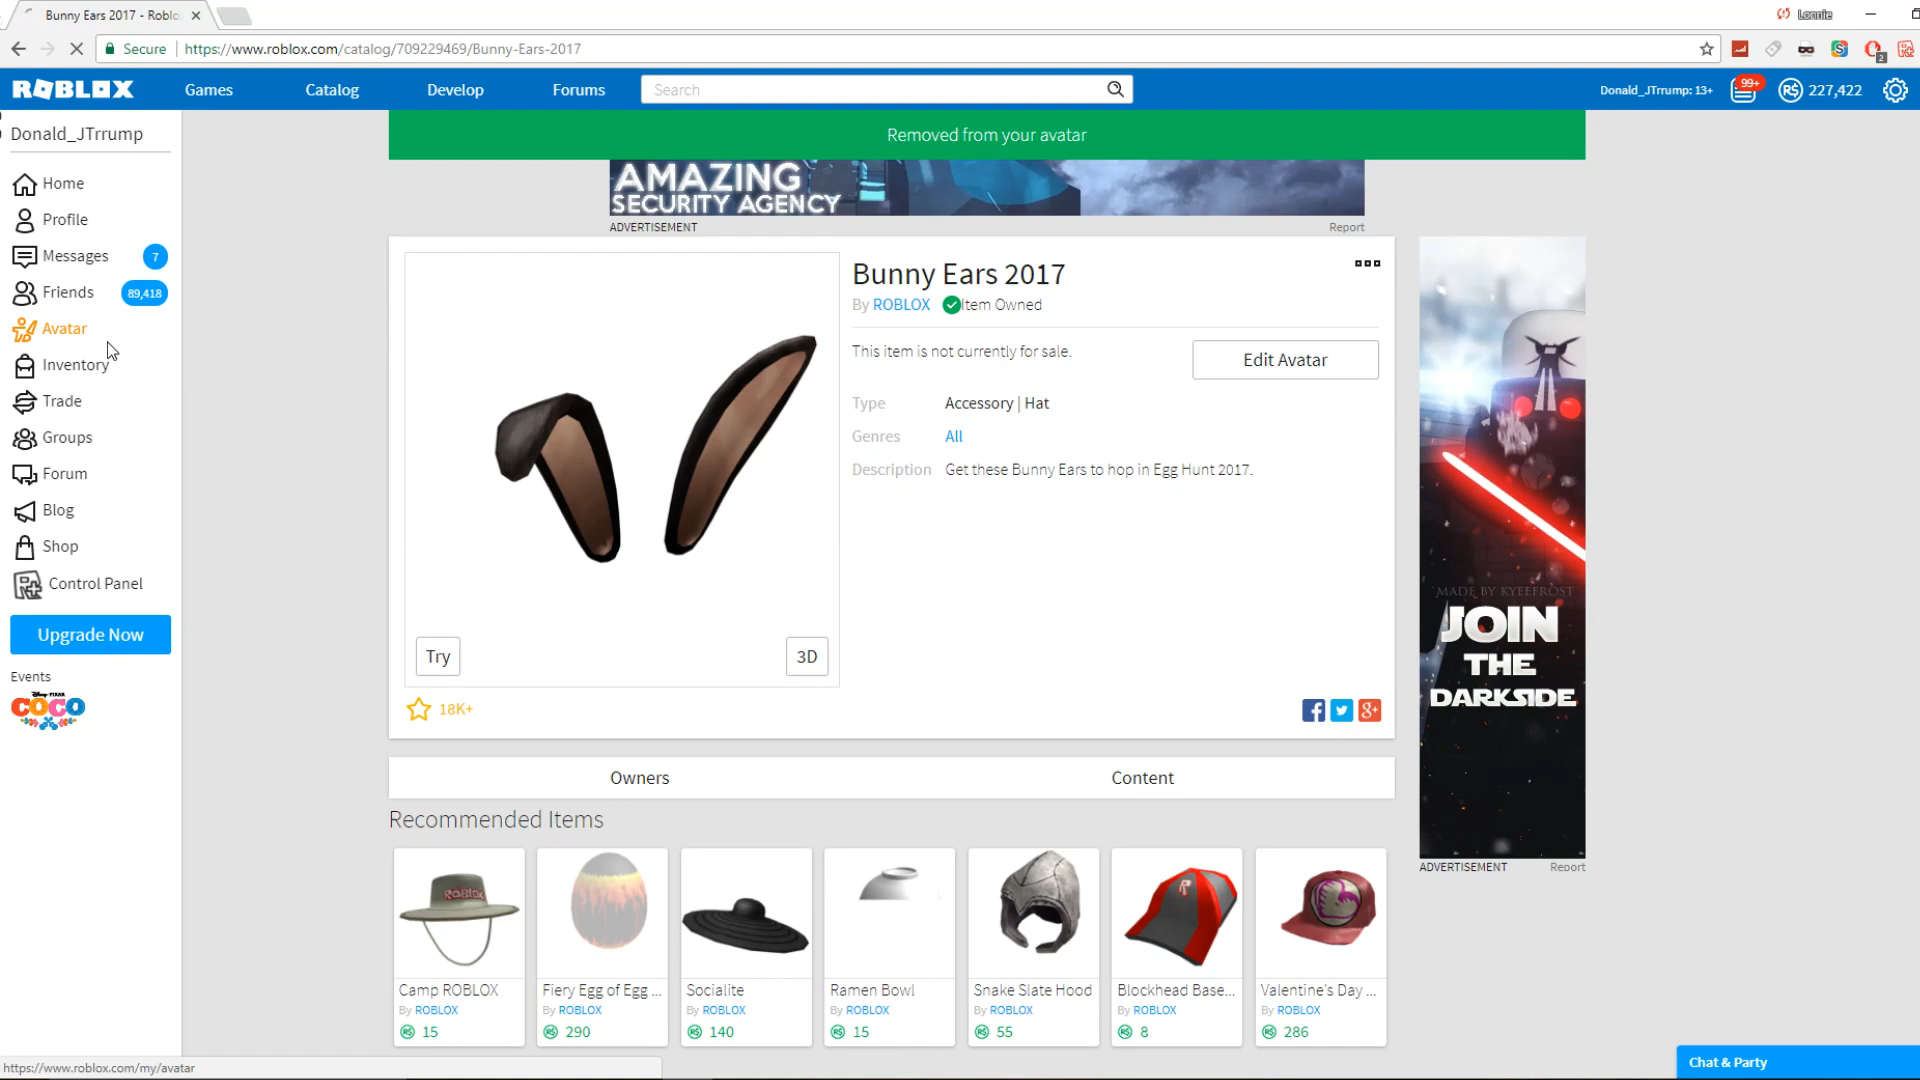 Bunny Ears 2017 - Roblo
Lonnie
Secure
https://www.roblox.com/catalog/709229469/Bunny-Ears-2017
2
ROBLOX
Games
Catalog
Develop
Forums
Search
Donald_JTrrump: 13+
99+
R$ 227,422
Donald_JTrrump
Home
Profile
Messages 7
Friends 89,418
Avatar
Inventory
Trade
Groups
Forum
Blog
Shop
Control Panel
Upgrade Now
Events
Disney PIXAR
COCO
Removed from your avatar
AMAZING
SECURITY AGENCY
ADVERTISEMENT
Report
Bunny Ears 2017
By ROBLOX Item Owned
This item is not currently for sale.
Edit Avatar
Type Accessory | Hat
Genres All
Description Get these Bunny Ears to hop in Egg Hunt 2017.
Try
3D
18K+
Owners
Content
Recommended Items
Camp ROBLOX
By ROBLOX
R$ 15
Fiery Egg of Egg ...
By ROBLOX
R$ 290
Socialite
By ROBLOX
R$ 140
Ramen Bowl
By ROBLOX
R$ 15
Snake Slate Hood
By ROBLOX
R$ 55
Blockhead Base...
By ROBLOX
R$ 8
Valentine's Day ...
By ROBLOX
R$ 286
MADE BY KYEEFROST
JOIN
THE
DARKSIDE
ADVERTISEMENT
Report
Chat & Party
https://www.roblox.com/my/avatar